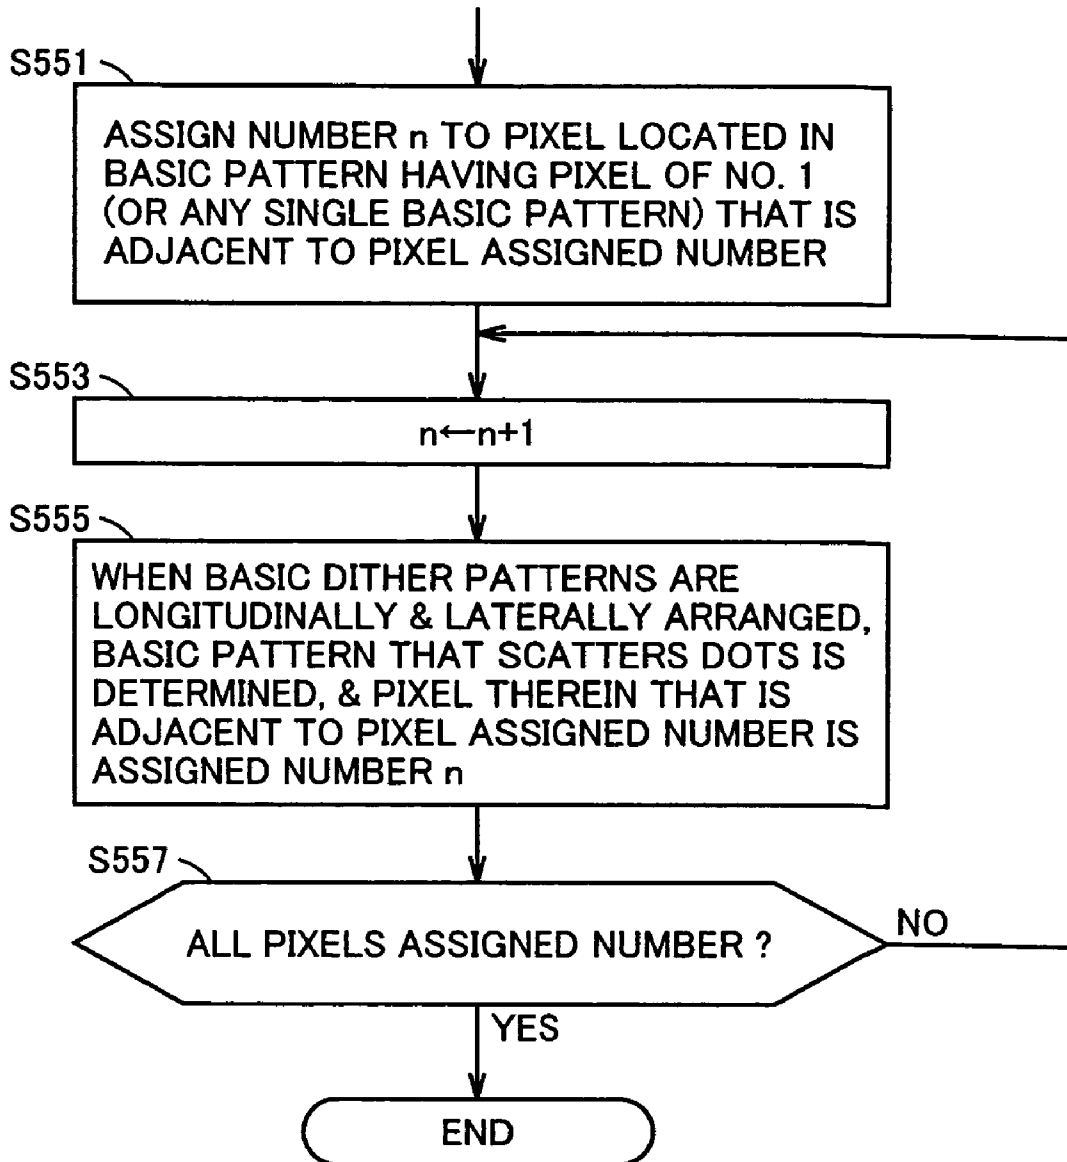 S551
ASSIGN NUMBER n TO PIXEL LOCATED IN
BASIC PATTERN HAVING PIXEL OF NO. 1
(OR ANY SINGLE BASIC PATTERN) THAT IS
ADJACENT TO PIXEL ASSIGNED NUMBER
S553
n←n+1
S555
WHEN BASIC DITHER PATTERNS ARE
LONGITUDINALLY & LATERALLY ARRANGED,
BASIC PATTERN THAT SCATTERS DOTS IS
DETERMINED, & PIXEL THEREIN THAT IS
ADJACENT TO PIXEL ASSIGNED NUMBER IS
ASSIGNED NUMBER n
S557
ALL PIXELS ASSIGNED NUMBER ?
NO
YES
END